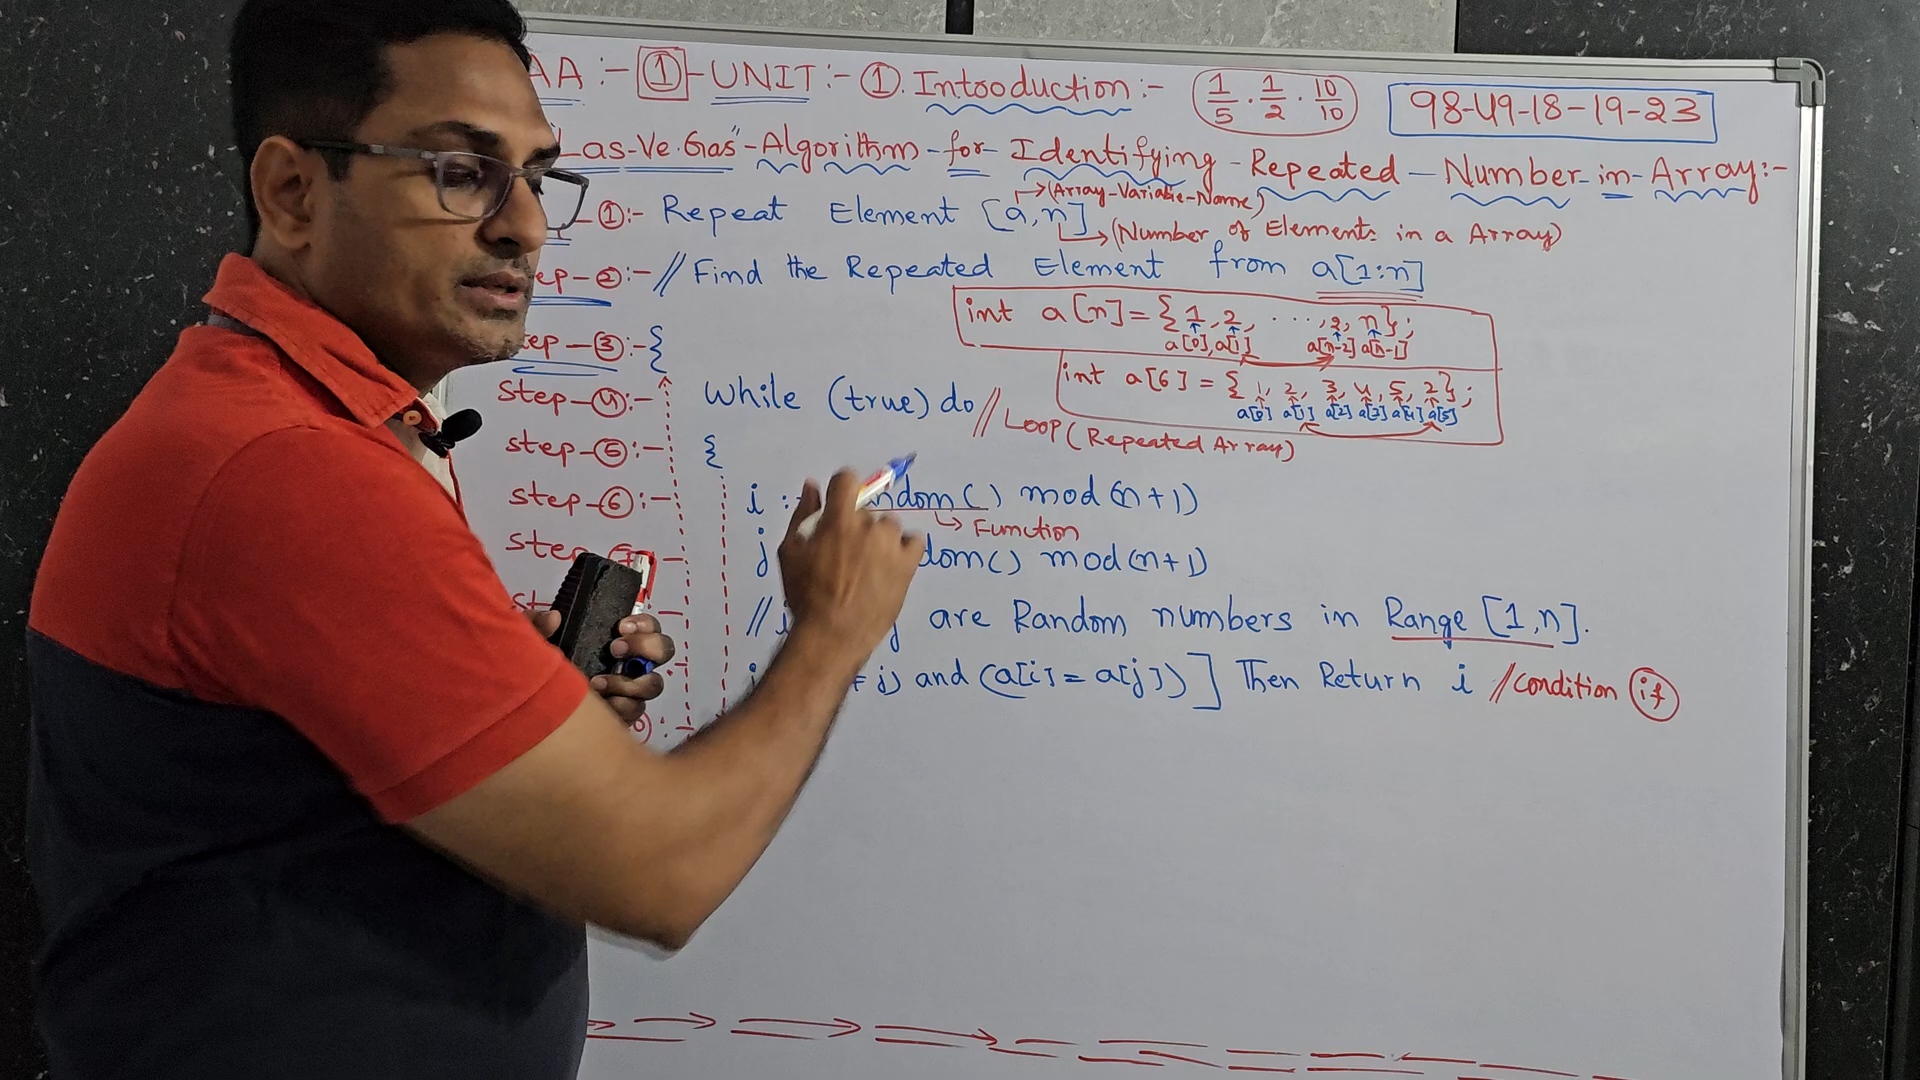 AA :- ① - UNIT :- ①. Introduction :- 1/5 . 1/2 . 10/10 98-49-18-19-23
"Las-Ve.Gas"-Algorithm-for-Identifying-Repeated-Number-in-Array:-
①:- Repeat Element [a,n] →(Array-Variable-Name)
→(Number of Elements in a Array)
ep-②:- // Find the Repeated Element from a[1:n]
int a[n]={1,2, ....,2,n};
a[0],a[1] a[n-2] a[n-1]
ep-③:-{
int a[6] = {1, 2, 3, 4, 5, 2};
a[0] a[1] a[2] a[3] a[4] a[5]
Step-④:- While (true) do // Loop (Repeated Array)
step-⑤:- {
step-⑥:- i : ndom() mod (n+1)
→ Function
step j dom() mod (n+1)
st // i j are Random numbers in Range [1,n].
i j) and (a[i] = a[j])] Then Return i // condition if